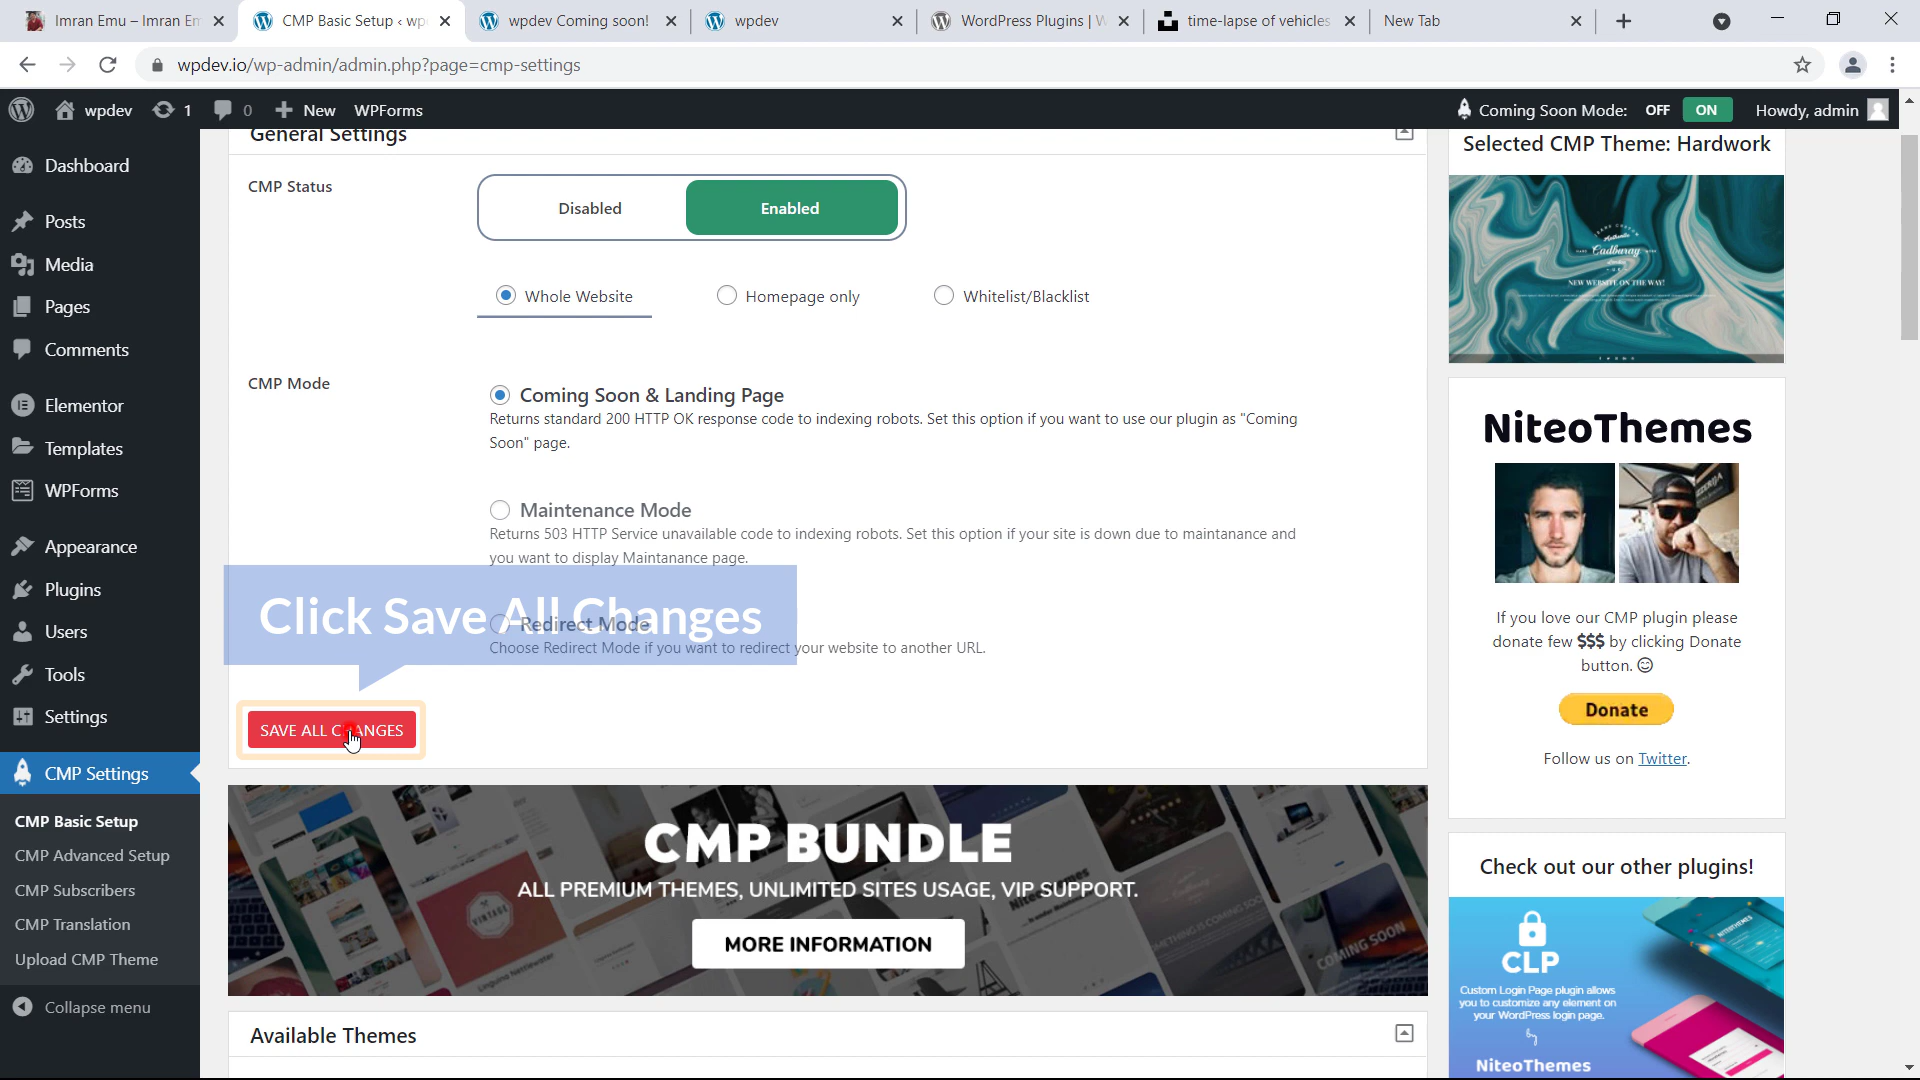 Imran Emu – Imran Em
CMP Basic Setup ‹ wp
wpdev Coming soon!
wpdev
WordPress Plugins | W
time-lapse of vehicles
New Tab
wpdev.io/wp-admin/admin.php?page=cmp-settings
wpdev
1
0
New
WPForms
Coming Soon Mode:
OFF
ON
Howdy, admin
Dashboard
Posts
Media
Pages
Comments
Elementor
Templates
WPForms
Appearance
Plugins
Users
Tools
Settings
CMP Settings
CMP Basic Setup
CMP Advanced Setup
CMP Subscribers
CMP Translation
Upload CMP Theme
Collapse menu
General Settings
CMP Status
Disabled
Enabled
Whole Website
Homepage only
Whitelist/Blacklist
CMP Mode
Coming Soon & Landing Page
Returns standard 200 HTTP OK response code to indexing robots. Set this option if you want to use our plugin as "Coming
Soon" page.
Maintenance Mode
Returns 503 HTTP Service unavailable code to indexing robots. Set this option if your site is down due to maintanance and
you want to display Maintanance page.
Click Save All Changes
Redirect Mode
Choose Redirect Mode if you want to redirect your website to another URL.
SAVE ALL CHANGES
CMP BUNDLE
ALL PREMIUM THEMES, UNLIMITED SITES USAGE, VIP SUPPORT.
MORE INFORMATION
VINTAGE
COMING SOON
Available Themes
Selected CMP Theme: Hardwork
Authentic
Cadburay
NEW WEBSITE ON THE WAY!
NiteoThemes
If you love our CMP plugin please
donate few $$$ by clicking Donate
button.
Donate
Follow us on Twitter.
Check out our other plugins!
CLP
Custom Login Page plugin allows
you to customize any element on
your WordPress login page.
by
NiteoThemes